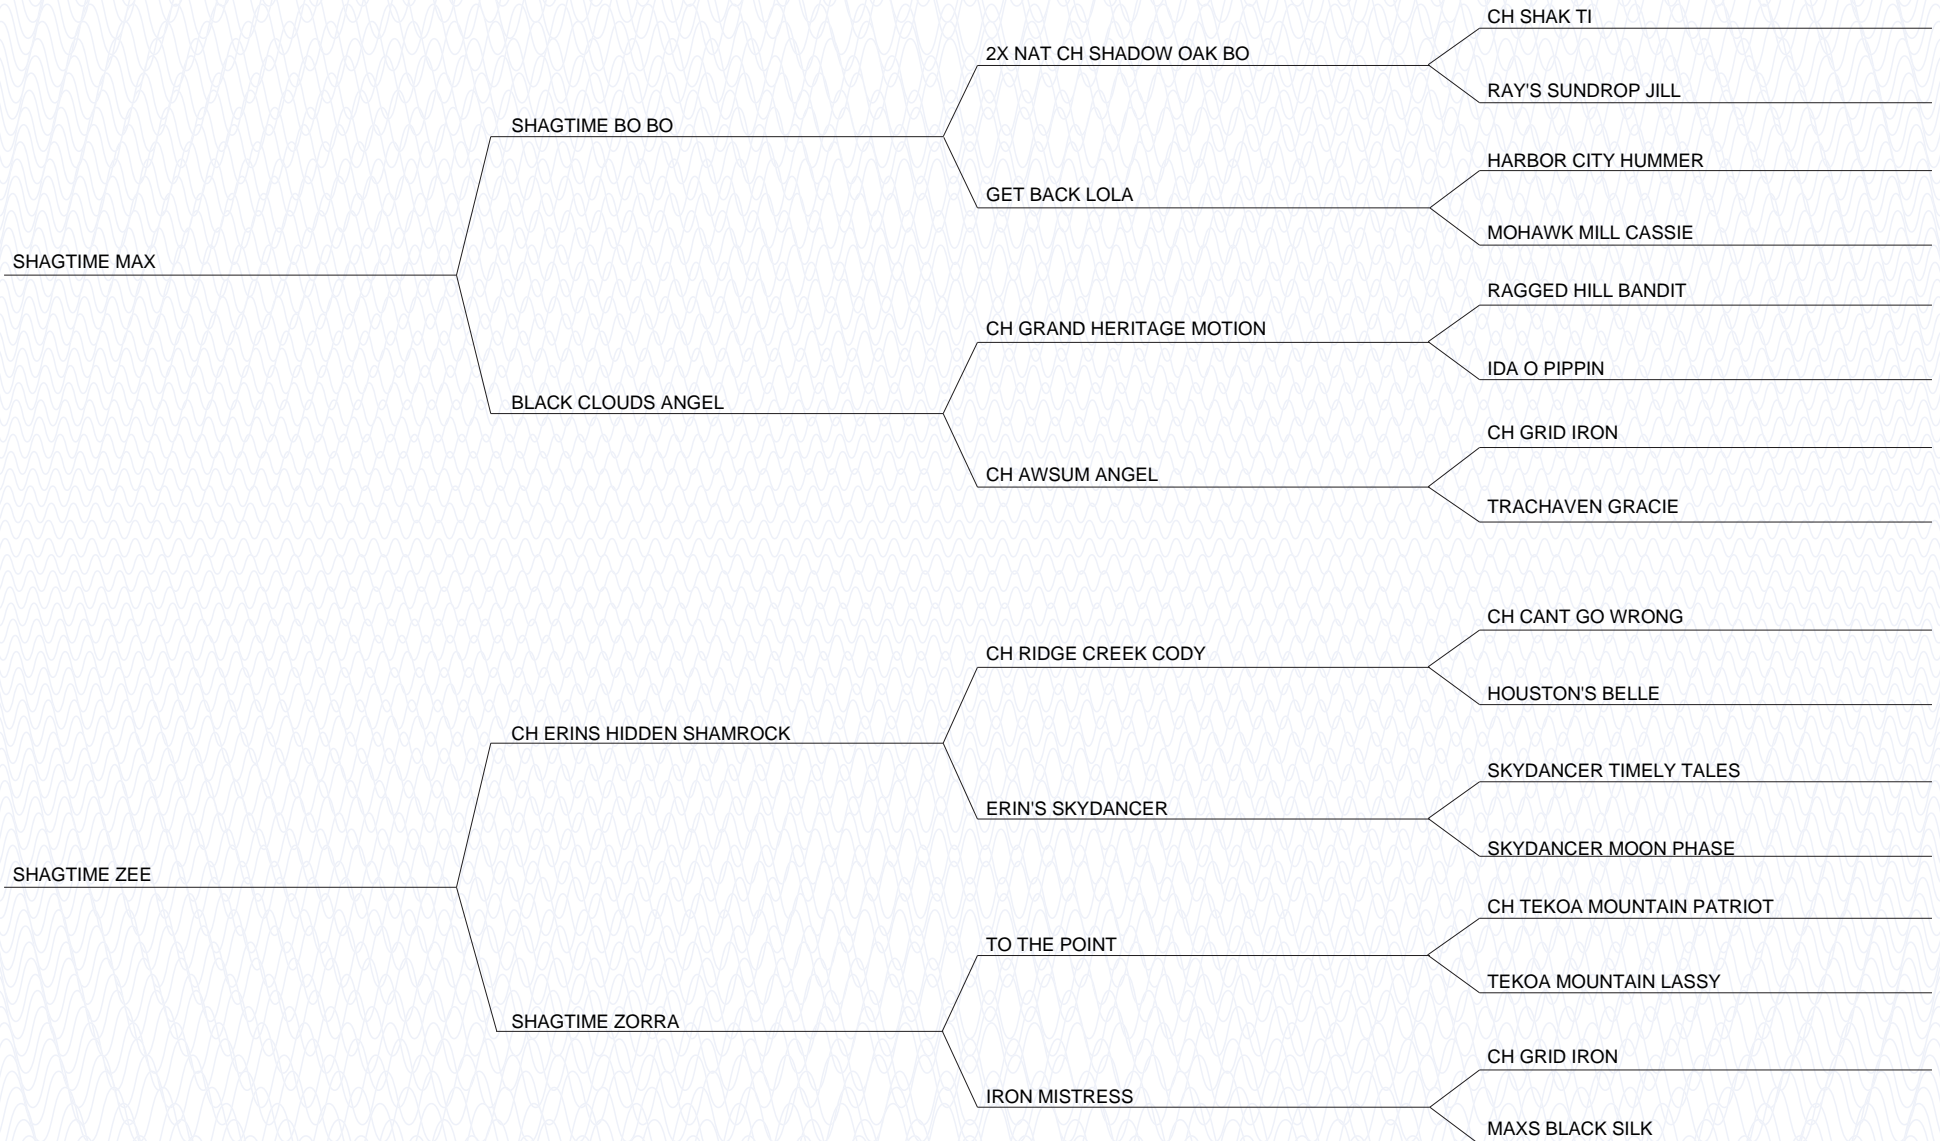 CH SHAK TI
2X NAT CH SHADOW OAK BO
RAY'S SUNDROP JILL
SHAGTIME BO BO
HARBOR CITY HUMMER
GET BACK LOLA
MOHAWK MILL CASSIE
SHAGTIME MAX
RAGGED HILL BANDIT
CH GRAND HERITAGE MOTION
IDA O PIPPIN
BLACK CLOUDS ANGEL
CH GRID IRON
CH AWSUM ANGEL
TRACHAVEN GRACIE
CH CANT GO WRONG
CH RIDGE CREEK CODY
HOUSTON'S BELLE
CH ERINS HIDDEN SHAMROCK
SKYDANCER TIMELY TALES
ERIN'S SKYDANCER
SKYDANCER MOON PHASE
SHAGTIME ZEE
CH TEKOA MOUNTAIN PATRIOT
TO THE POINT
TEKOA MOUNTAIN LASSY
SHAGTIME ZORRA
CH GRID IRON
IRON MISTRESS
MAXS BLACK SILK